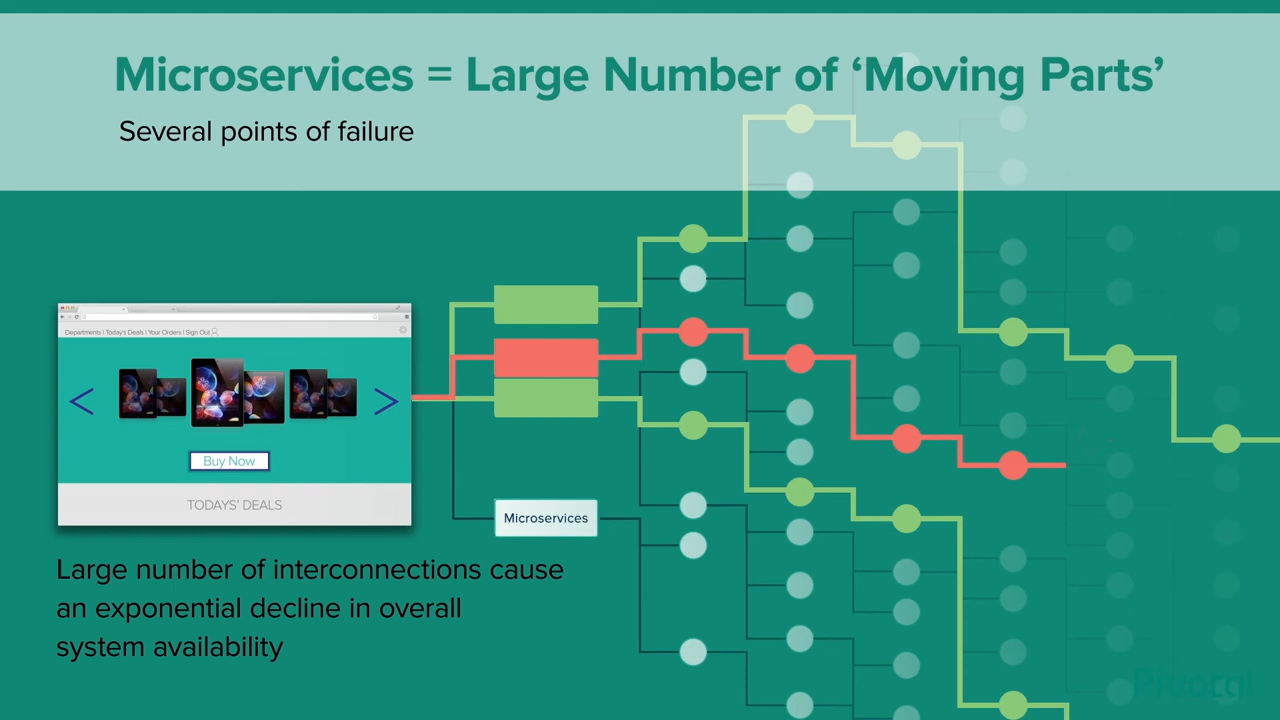 Microservices = Large Number of ‘Moving Parts’
Several points of failure
Departments | Today's Deals | Your Orders | Sign Out
Buy Now
TODAYS' DEALS
Microservices
Large number of interconnections cause
an exponential decline in overall
system availability
Pivotal